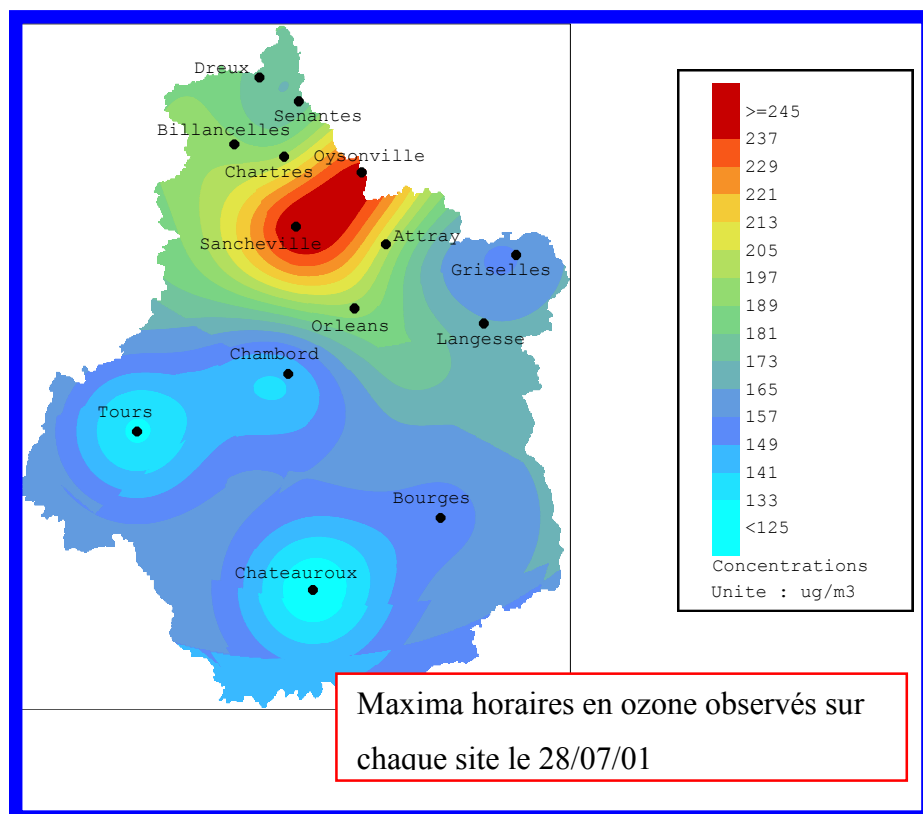 Dreux
Senantes
Billancelles
Oysonville
Chartres
Sancheville
Attray
Griselles
Orleans
Langesse
Chambord
Tours
Bourges
Chateauroux
>=245
237
229
221
213
205
197
189
181
173
165
157
149
141
133
<125
Concentrations
Unite : ug/m3
Maxima horaires en ozone observés sur
chaque site le 28/07/01